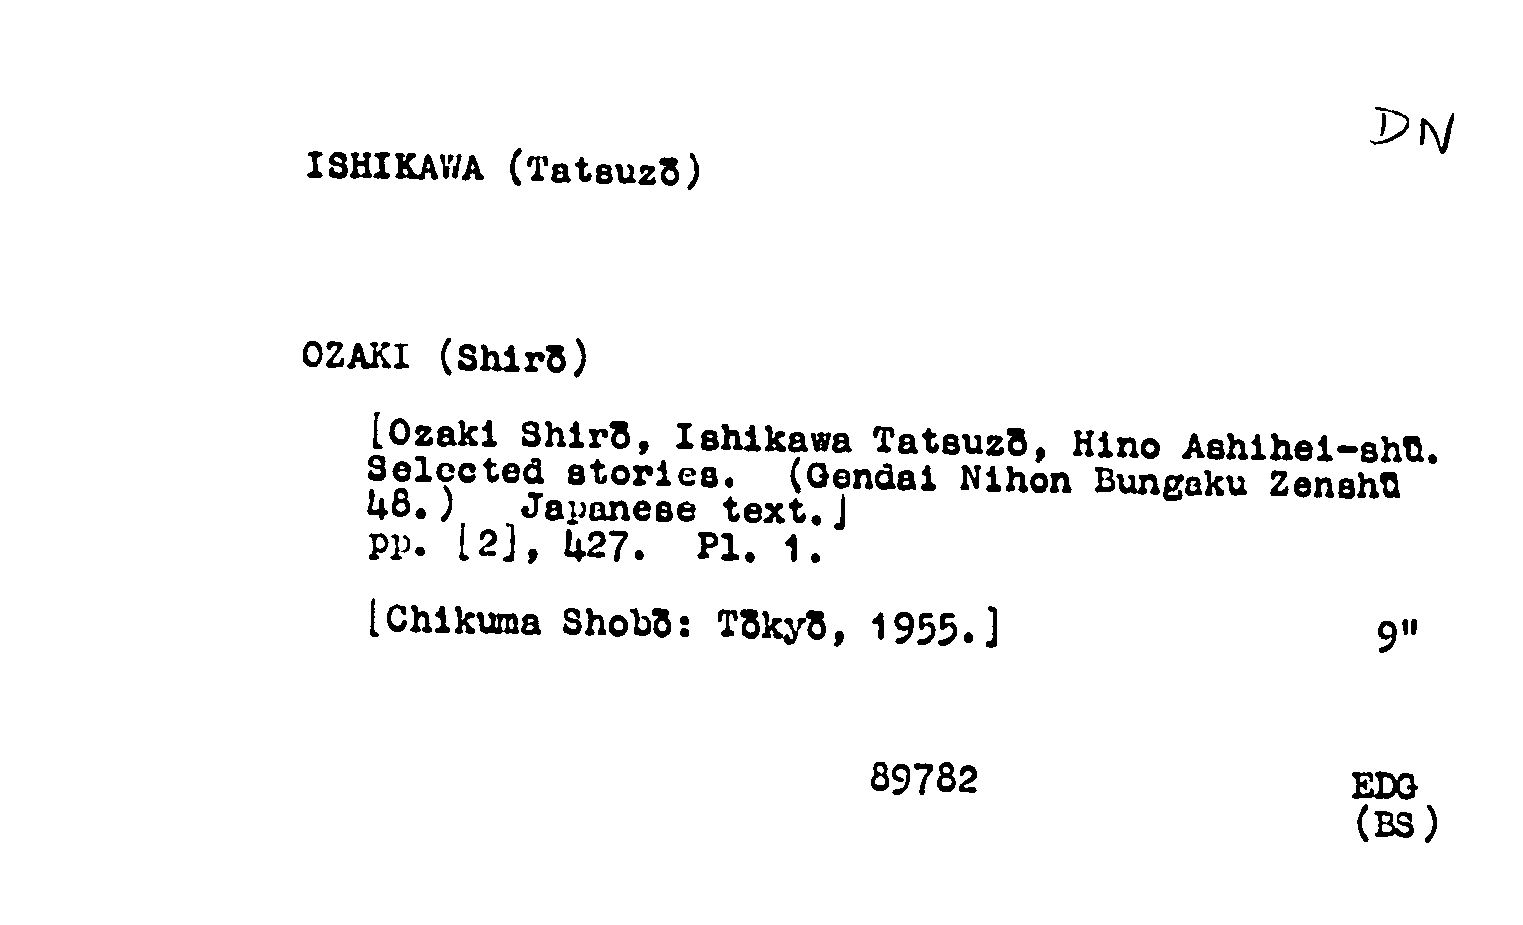 DN
ISHIKAWA (Tatsuzō)
OZAKI (Shirō)
[Ozaki Shirō, Ishikawa Tatsuzō, Hino Ashihei-shū.
Selected stories. (Gendai Nihon Bungaku Zenshū
48.) Japanese text.]
pp. [2], 427. Pl. 1.
[Chikuma Shobō: Tōkyō, 1955.] 9"
89782 EDG
(BS)